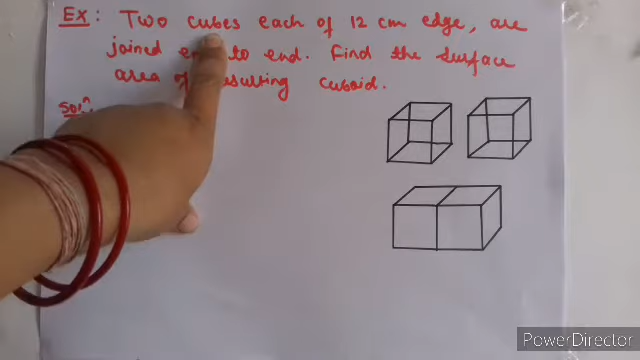 Ex: Two cubes each of 12 cm edge, are
joined to end. Find the surface
area of resulting cuboid.
Soln
PowerDirector